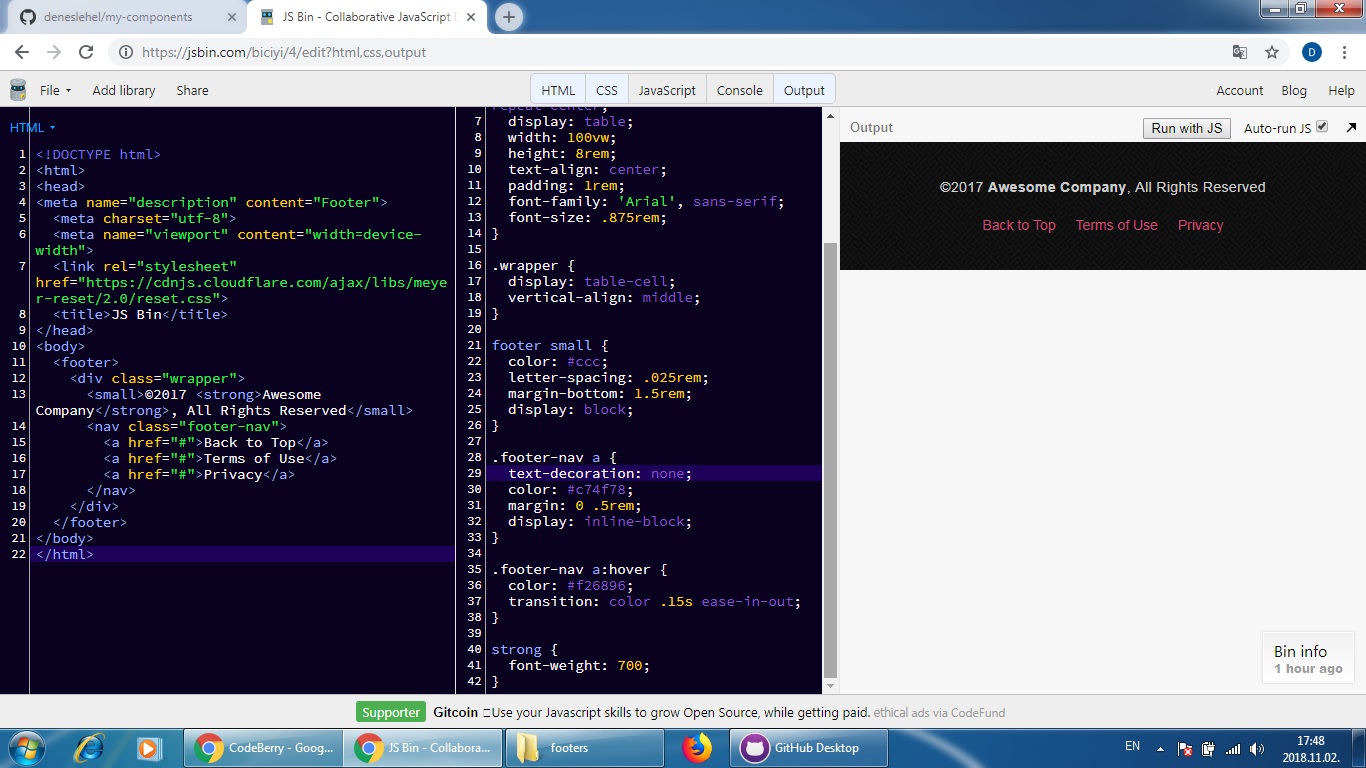 deneslehel/my-components
JS Bin - Collaborative JavaScript D
https://jsbin.com/biciyi/4/edit?html,css,output
D
File
Add library
Share
HTML
CSS
JavaScript
Console
Output
Account
Blog
Help
HTML
1 <!DOCTYPE html>
2 <html>
3 <head>
4 <meta name="description" content="Footer">
5 <meta charset="utf-8">
6 <meta name="viewport" content="width=device-
width">
7 <link rel="stylesheet"
href="https://cdnjs.cloudflare.com/ajax/libs/meye
r-reset/2.0/reset.css">
8 <title>JS Bin</title>
9 </head>
10 <body>
11 <footer>
12 <div class="wrapper">
13 <small>©2017 <strong>Awesome
Company</strong>, All Rights Reserved</small>
14 <nav class="footer-nav">
15 <a href="#">Back to Top</a>
16 <a href="#">Terms of Use</a>
17 <a href="#">Privacy</a>
18 </nav>
19 </div>
20 </footer>
21 </body>
22 </html>
repeat center;
7 display: table;
8 width: 100vw;
9 height: 8rem;
10 text-align: center;
11 padding: 1rem;
12 font-family: 'Arial', sans-serif;
13 font-size: .875rem;
14 }
15
16 .wrapper {
17 display: table-cell;
18 vertical-align: middle;
19 }
20
21 footer small {
22 color: #ccc;
23 letter-spacing: .025rem;
24 margin-bottom: 1.5rem;
25 display: block;
26 }
27
28 .footer-nav a {
29 text-decoration: none;
30 color: #c74f78;
31 margin: 0 .5rem;
32 display: inline-block;
33 }
34
35 .footer-nav a:hover {
36 color: #f26896;
37 transition: color .15s ease-in-out;
38 }
39
40 strong {
41 font-weight: 700;
42 }
Output
Run with JS
Auto-run JS
©2017 Awesome Company, All Rights Reserved
Back to Top Terms of Use Privacy
Bin info
1 hour ago
Supporter Gitcoin Use your Javascript skills to grow Open Source, while getting paid. ethical ads via CodeFund
CodeBerry - Goog...
JS Bin - Collabora...
footers
GitHub Desktop
EN
17:48
2018.11.02.